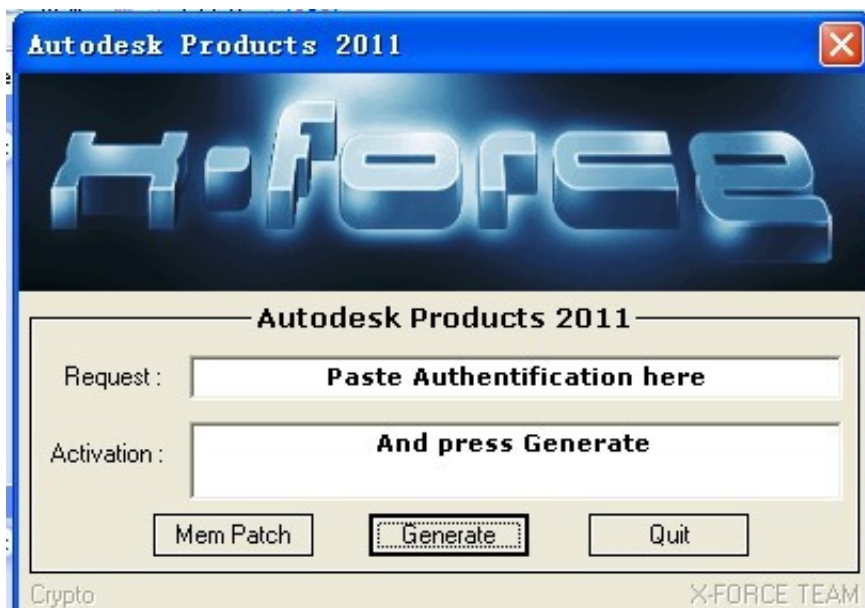 Autodesk Products 2011
x-force
Autodesk Products 2011
Request :
Paste Authentification here
Activation :
And press Generate
Mem Patch
Generate
Quit
Crypto
X-FORCE TEAM